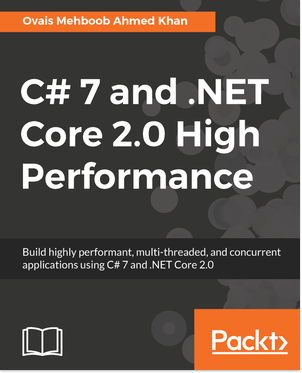 Ovais Mehboob Ahmed Khan
C# 7 and .NET
Core 2.0 High
Performance
Build highly performant, multi-threaded, and concurrent
applications using C# 7 and .NET Core 2.0
Packt>